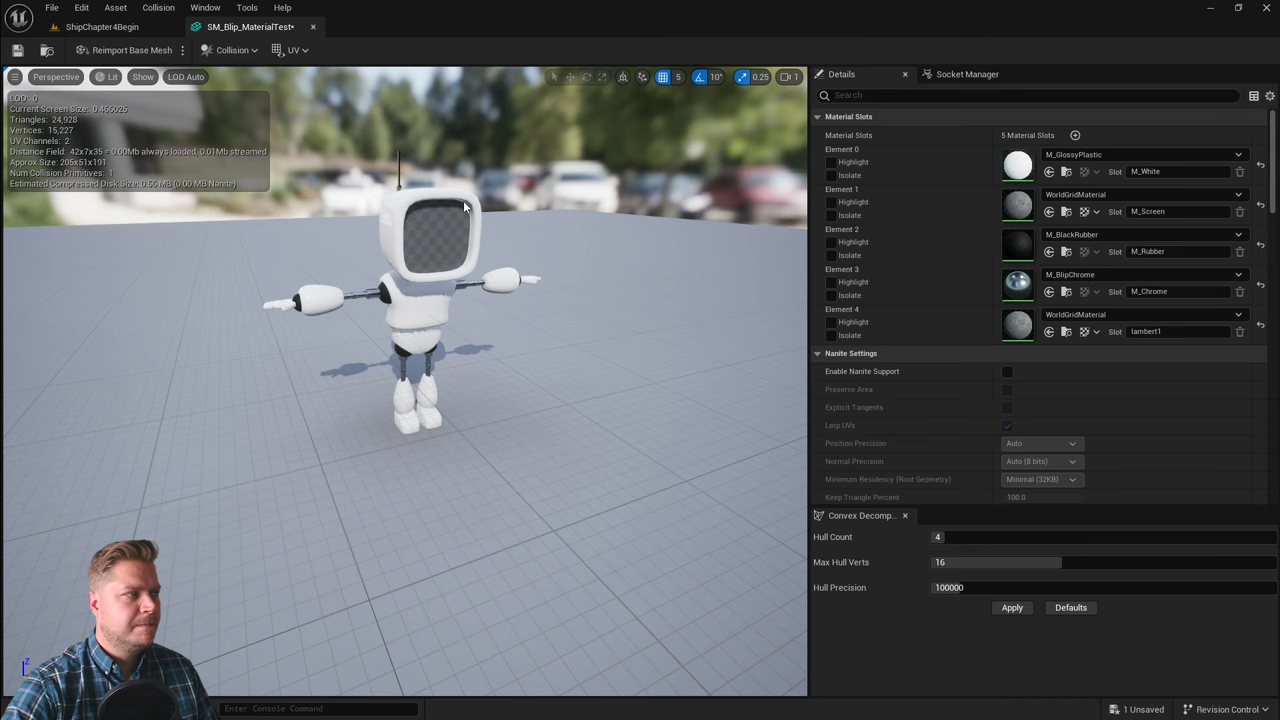 File Edit Asset Collision Window Tools Help
ShipChapter4Begin
SM_Blip_MaterialTest*
Reimport Base Mesh
Collision
UV
Perspective
Lit
Show
LOD Auto
5
10°
0.25
1
LOD: 0
Current Screen Size: 0.466025
Triangles: 24,928
Vertices: 15,227
UV Channels: 2
Distance Field: 42x7x35 = 0.00Mb always loaded, 0.01Mb streamed
Approx Size: 205x51x191
Num Collision Primitives: 1
Estimated Compressed Disk Size: 0.56 MB (0.00 MB Nanite)
Z
Enter Console Command
Details
Socket Manager
Search
Material Slots
Material Slots 5 Material Slots
Element 0
Highlight
Isolate
M_GlossyPlastic
Slot M_White
Element 1
Highlight
Isolate
WorldGridMaterial
Slot M_Screen
Element 2
Highlight
Isolate
M_BlackRubber
Slot M_Rubber
Element 3
Highlight
Isolate
M_BlipChrome
Slot M_Chrome
Element 4
Highlight
Isolate
WorldGridMaterial
Slot lambert1
Nanite Settings
Enable Nanite Support
Preserve Area
Explicit Tangents
Lerp UVs
Position Precision Auto
Normal Precision Auto (8 bits)
Minimum Residency (Root Geometry) Minimal (32KB)
Keep Triangle Percent 100.0
Convex Decomp...
Hull Count 4
Max Hull Verts 16
Hull Precision 100000
Apply
Defaults
1 Unsaved
Revision Control